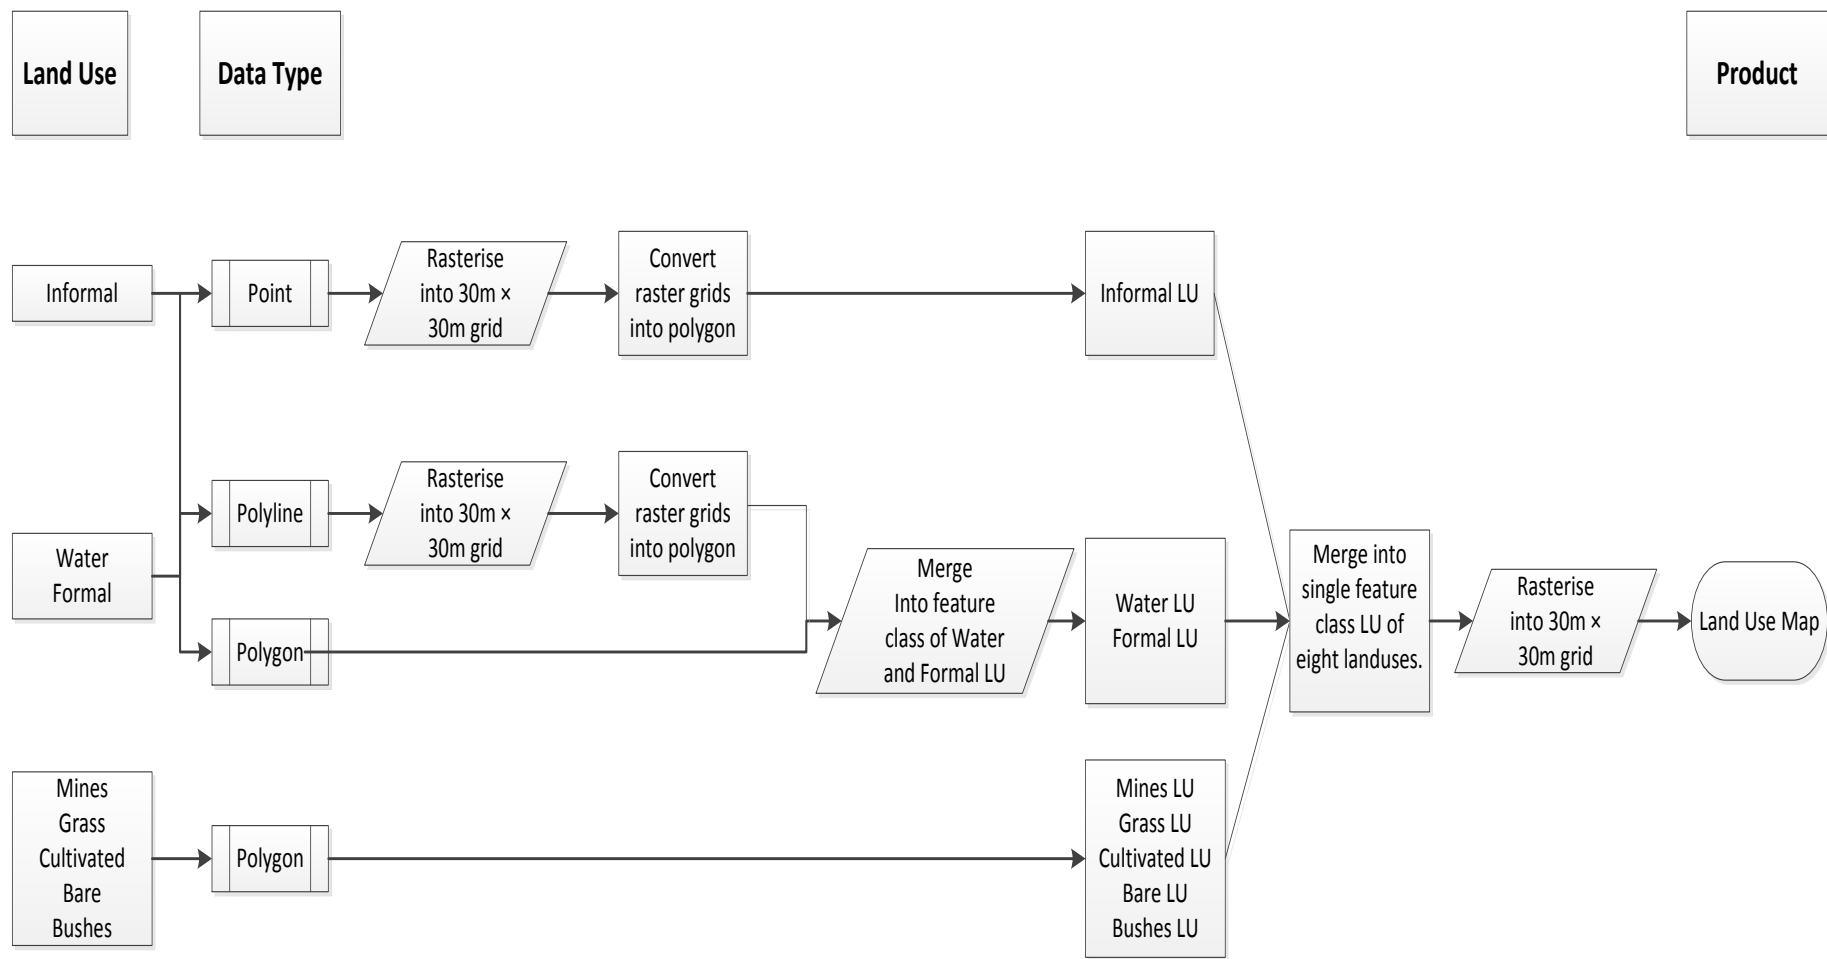 Land Use
Data Type
Product
Informal
Point
Rasterise
into 30m ×
30m grid
Convert
raster grids
into polygon
Informal LU
Water
Formal
Polyline
Rasterise
into 30m ×
30m grid
Convert
raster grids
into polygon
Polygon
Merge
Into feature
class of Water
and Formal LU
Water LU
Formal LU
Merge into
single feature
class LU of
eight landuses.
Rasterise
into 30m ×
30m grid
Land Use Map
Mines
Grass
Cultivated
Bare
Bushes
Polygon
Mines LU
Grass LU
Cultivated LU
Bare LU
Bushes LU